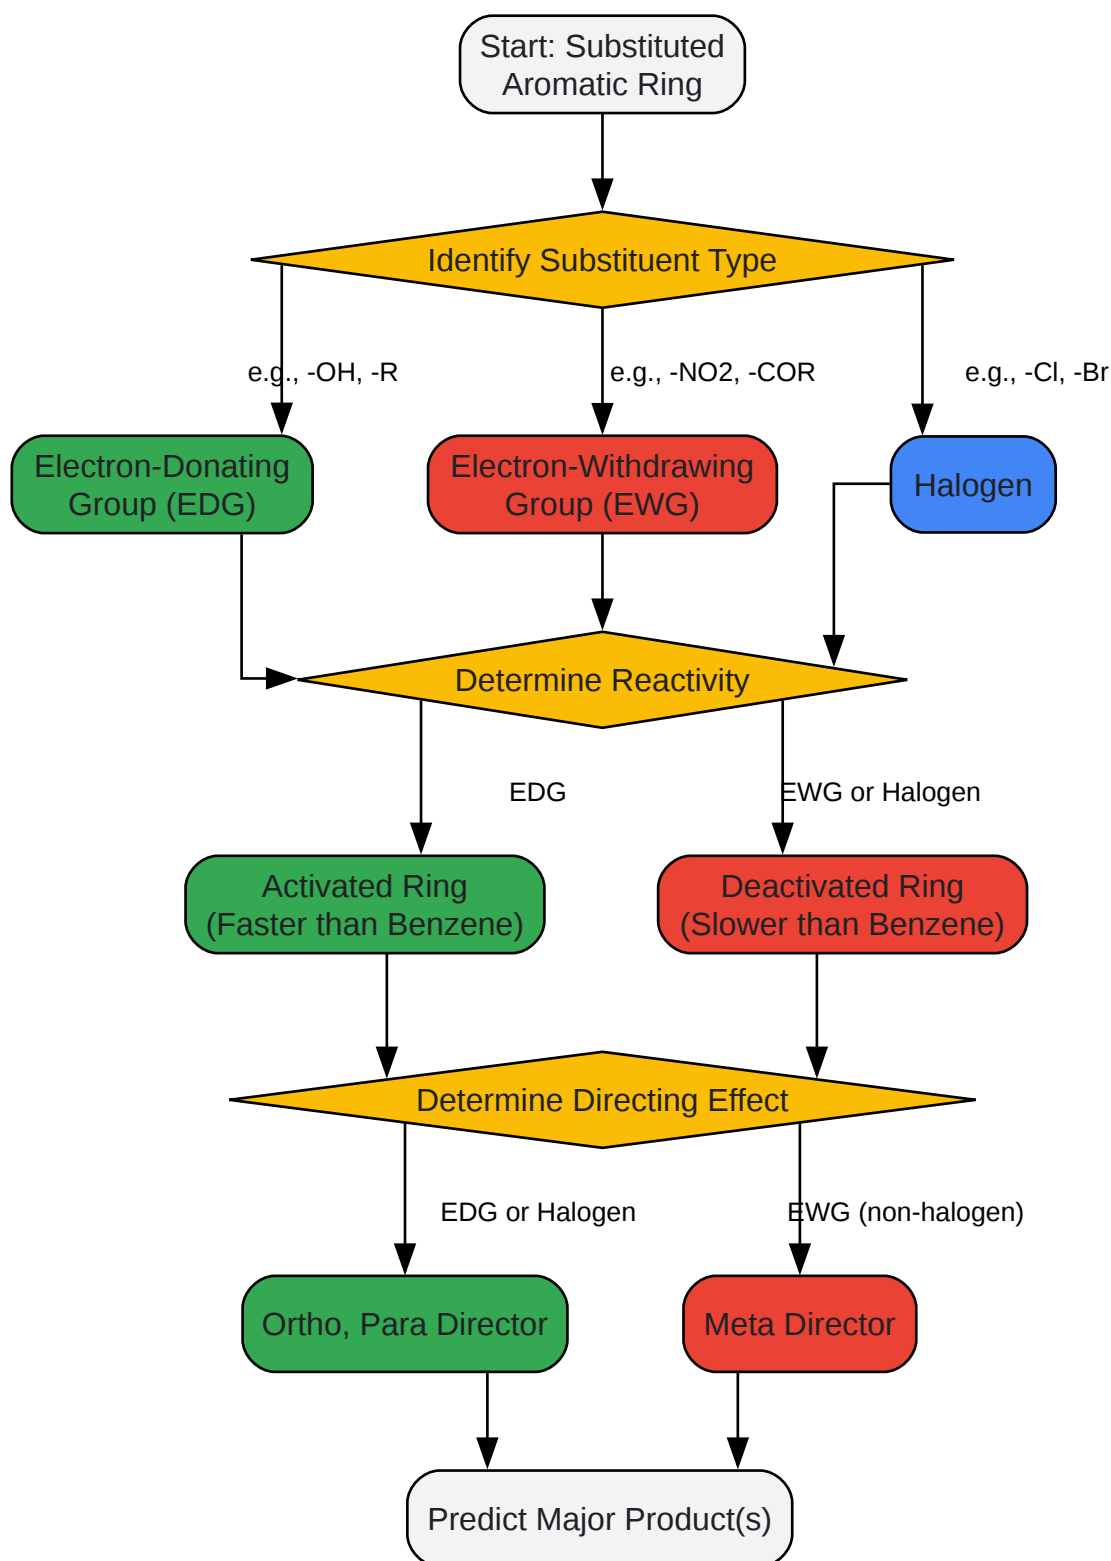 Start: Substituted
Aromatic Ring
Identify Substituent Type
e.g., -OH, -R
e.g., -NO2, -COR
e.g., -Cl, -Br
Electron-Donating
Group (EDG)
Electron-Withdrawing
Group (EWG)
Halogen
Determine Reactivity
EDG
EWG or Halogen
Activated Ring
(Faster than Benzene)
Deactivated Ring
(Slower than Benzene)
Determine Directing Effect
EDG or Halogen
EWG (non-halogen)
Ortho, Para Director
Meta Director
Predict Major Product(s)